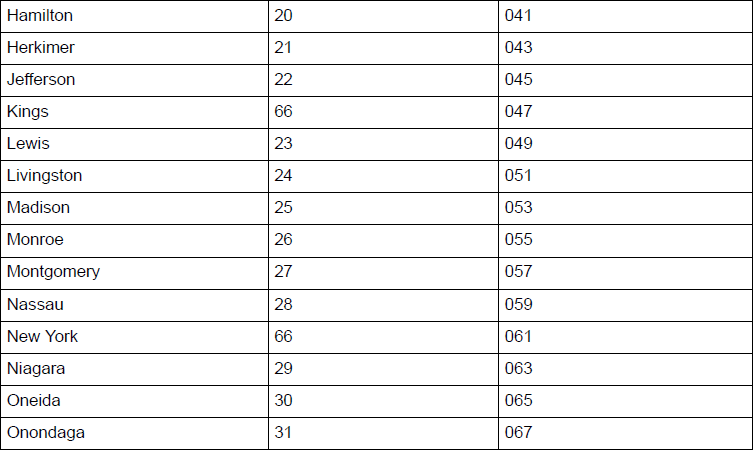 Hamilton 20 041
Herkimer 21 043
Jefferson 22 045
Kings 66 047
Lewis 23 049
Livingston 24 051
Madison 25 053
Monroe 26 055
Montgomery 27 057
Nassau 28 059
New York 66 061
Niagara 29 063
Oneida 30 065
Onondaga 31 067